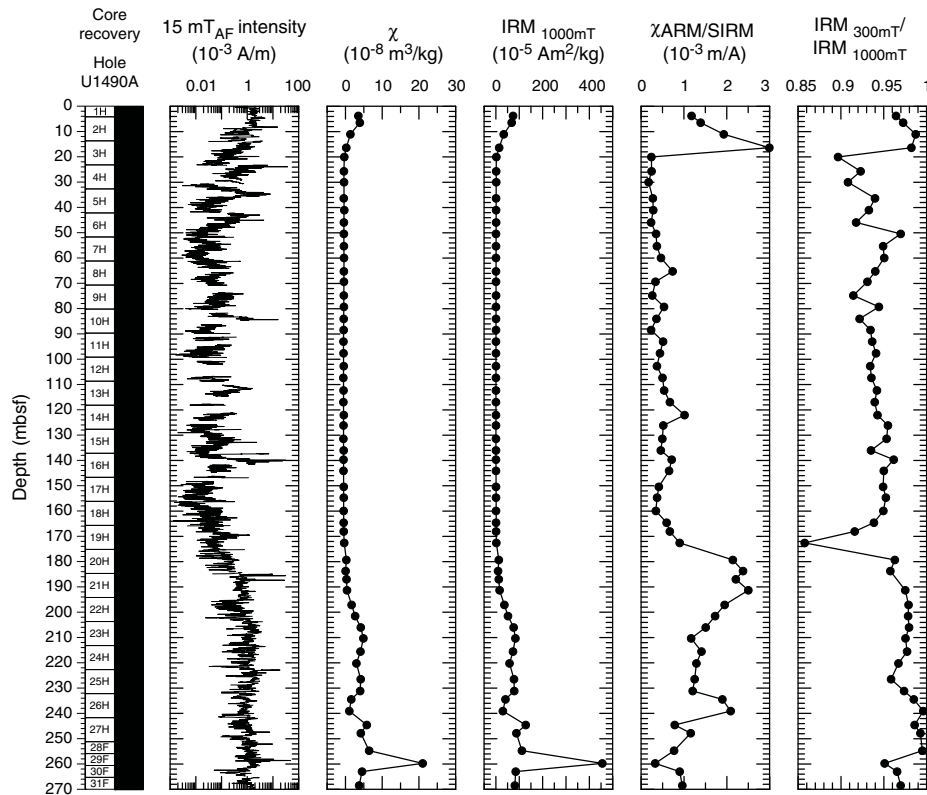 Core
recovery
Hole
U1490A
15 mT AF intensity
(10-3 A/m)
χ
(10-8 m3/kg)
IRM 1000mT
(10-5 Am2/kg)
χARM/SIRM
(10-3 m/A)
IRM 300mT/
IRM 1000mT
0.01 1 100
0 10 20 30
0 200 400
0 1 2 3
0.85 0.9 0.95 1
Depth (mbsf)
0
10
20
30
40
50
60
70
80
90
100
110
120
130
140
150
160
170
180
190
200
210
220
230
240
250
260
270
1H
2H
3H
4H
5H
6H
7H
8H
9H
10H
11H
12H
13H
14H
15H
16H
17H
18H
19H
20H
21H
22H
23H
24H
25H
26H
27H
28F
29F
30F
31F